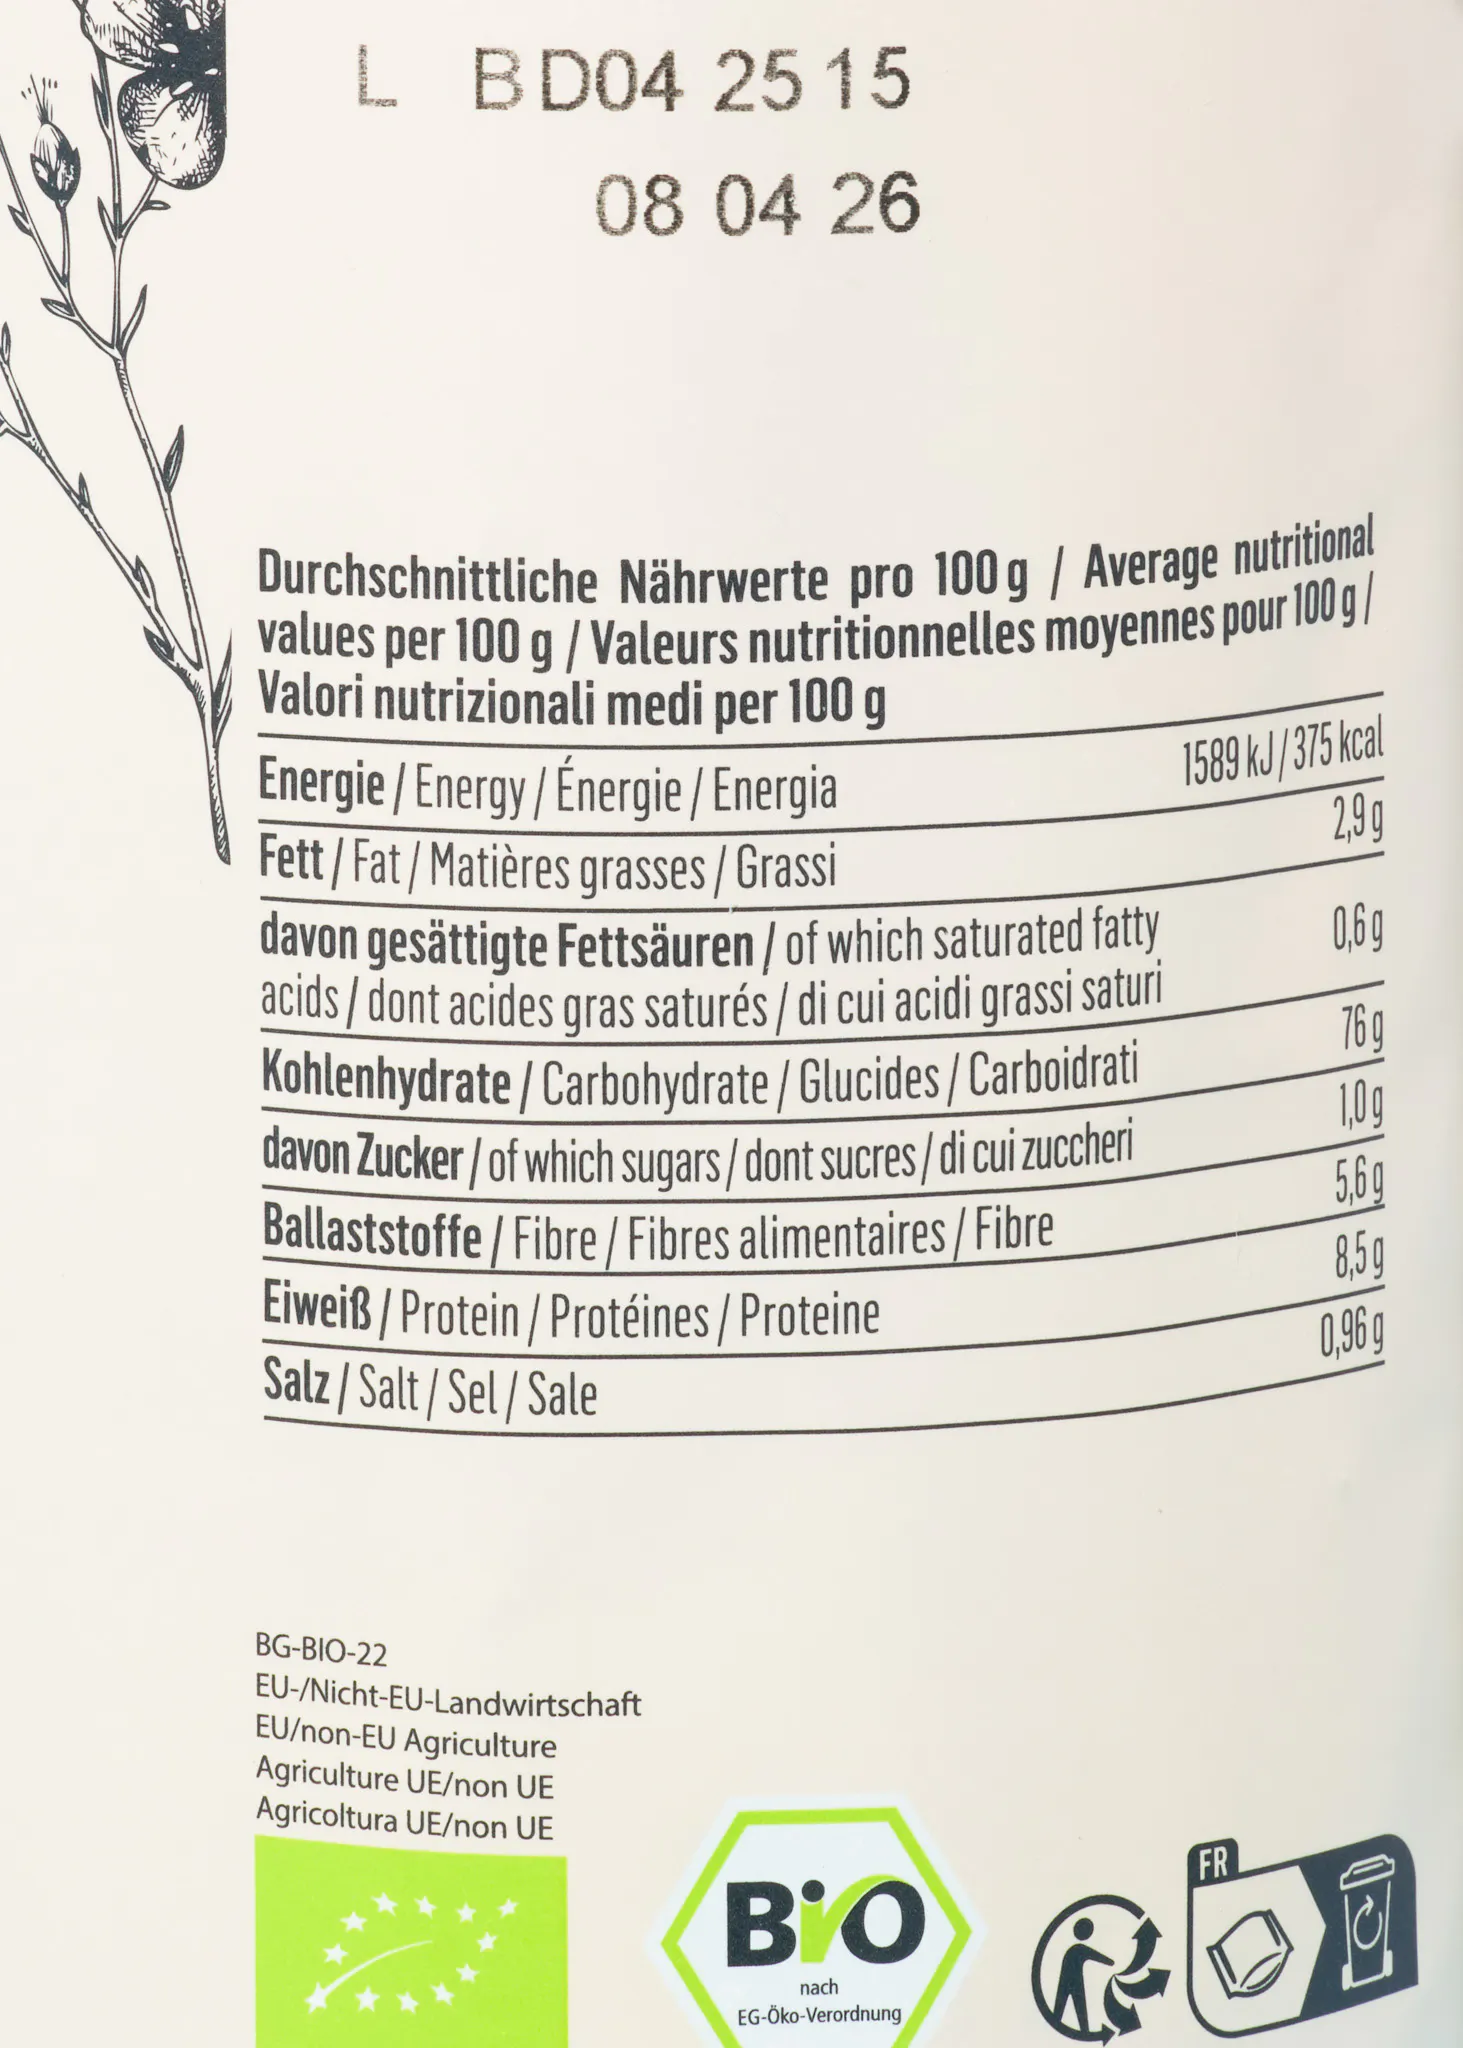 L BD04 25 15
08 04 26
Durchschnittliche Nährwerte pro 100 g / Average nutritional
values per 100 g / Valeurs nutritionnelles moyennes pour 100 g /
Valori nutrizionali medi per 100 g
Energie / Energy / Énergie / Energia 1589 kJ / 375 kcal
Fett / Fat / Matières grasses / Grassi 2,9 g
davon gesättigte Fettsäuren / of which saturated fatty 0,6 g
acids / dont acides gras saturés / di cui acidi grassi saturi
Kohlenhydrate / Carbohydrate / Glucides / Carboidrati 76 g
davon Zucker / of which sugars / dont sucres / di cui zuccheri 1,0 g
Ballaststoffe / Fibre / Fibres alimentaires / Fibre 5,6 g
Eiweiß / Protein / Protéines / Proteine 8,5 g
Salz / Salt / Sel / Sale 0,96 g
BG-BIO-22
EU-/Nicht-EU-Landwirtschaft
EU/non-EU Agriculture
Agriculture UE/non UE
Agricoltura UE/non UE
BiO
nach
EG-Öko-Verordnung
FR